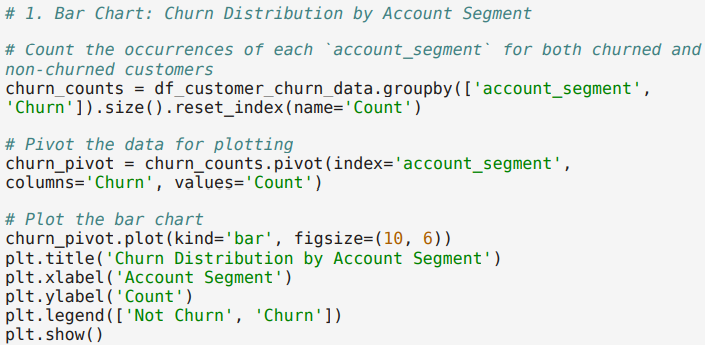 # 1. Bar Chart: Churn Distribution by Account Segment
# Count the occurrences of each `account_segment` for both churned and
non-churned customers
churn_counts = df_customer_churn_data.groupby(['account_segment',
'Churn']).size().reset_index(name='Count')
# Pivot the data for plotting
churn_pivot = churn_counts.pivot(index='account_segment',
columns='Churn', values='Count')
# Plot the bar chart
churn_pivot.plot(kind='bar', figsize=(10, 6))
plt.title('Churn Distribution by Account Segment')
plt.xlabel('Account Segment')
plt.ylabel('Count')
plt.legend(['Not Churn', 'Churn'])
plt.show()